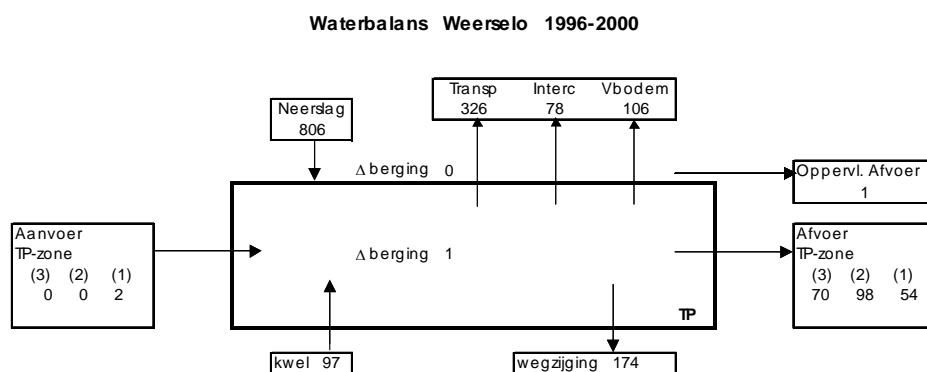 Waterbalans Weerselo 1996-2000
Transp Interc Vbodem
326 78 106
Neerslag
806
Δ berging 0
Oppervl. Afvoer
1
Aanvoer
TP-zone
(3) (2) (1)
0 0 2
Δ berging 1
Afvoer
TP-zone
(3) (2) (1)
70 98 54
TP
kwel 97
wegzijging 174